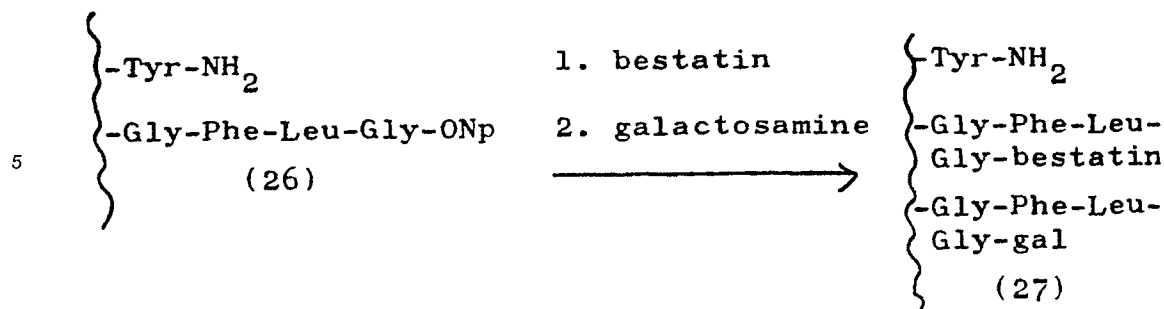 -Tyr-NH2
-Gly-Phe-Leu-Gly-ONp
(26)
5
1. bestatin
2. galactosamine
-Tyr-NH2
-Gly-Phe-Leu-
Gly-bestatin
-Gly-Phe-Leu-
Gly-gal
(27)